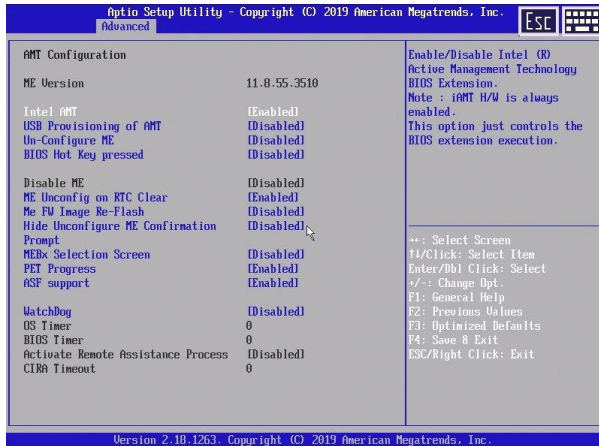 Aptio Setup Utility - Copyright (C) 2019 American Megatrends, Inc.
Esc
Advanced
AMT Configuration
ME Version 11.8.55.3510
Intel AMT [Enabled]
USB Provisioning of AMT [Disabled]
Un-Configure ME [Disabled]
BIOS Hot Key pressed [Disabled]
Disable ME [Disabled]
ME Unconfig on RTC Clear [Enabled]
Me FW Image Re-Flash [Disabled]
Hide Unconfigure ME Confirmation [Disabled]
Prompt
MEBx Selection Screen [Disabled]
PET Progress [Enabled]
ASF support [Enabled]
WatchDog [Disabled]
OS Timer 0
BIOS Timer 0
Activate Remote Assistance Process [Disabled]
CIRA Timeout 0
Enable/Disable Intel (R)
Active Management Technology
BIOS Extension.
Note : iAMT H/W is always
enabled.
This option just controls the
BIOS extension execution.
→←: Select Screen
↑↓/Click: Select Item
Enter/Dbl Click: Select
+/-: Change Opt.
F1: General Help
F2: Previous Values
F3: Optimized Defaults
F4: Save & Exit
ESC/Right Click: Exit
Version 2.18.1263. Copyright (C) 2019 American Megatrends, Inc.